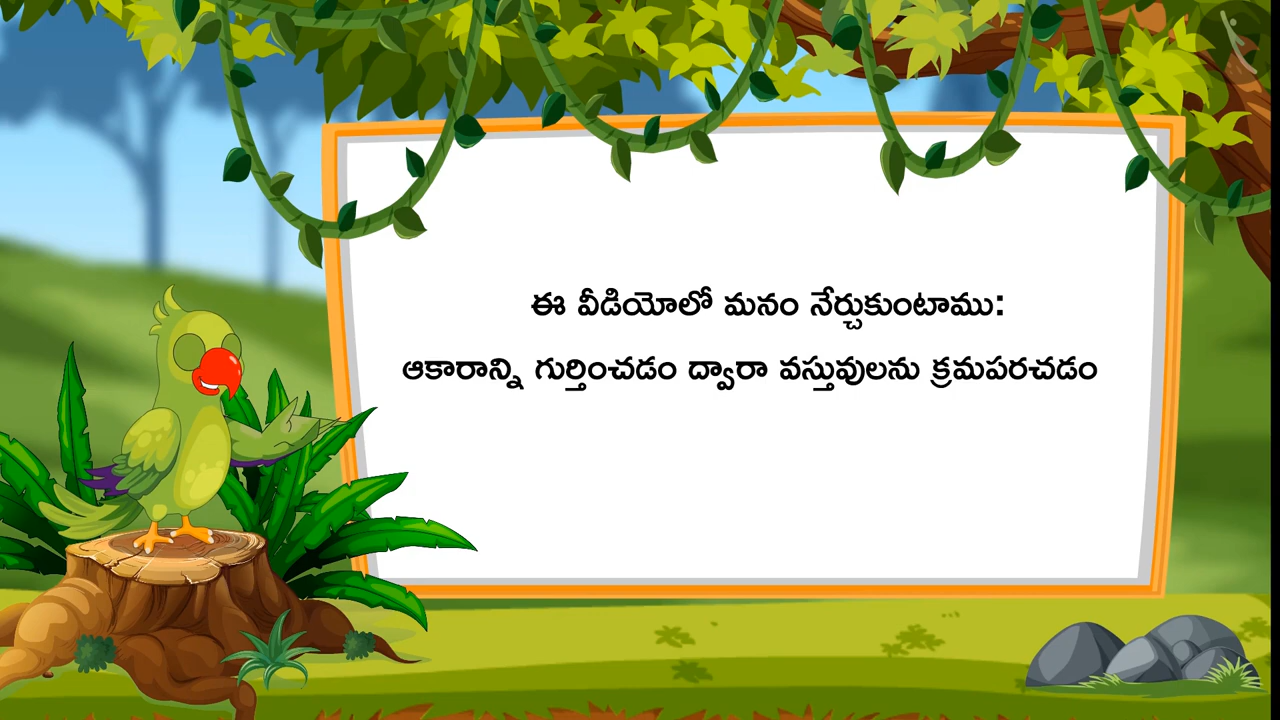 ఈ వీడియోలో మనం నేర్చుకుంటాము:
ఆకారాన్ని గుర్తించడం ద్వారా వస్తువులను క్రమపరచడం